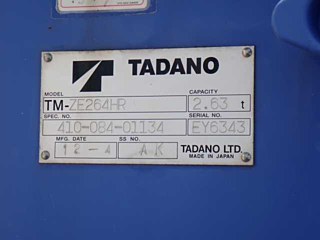 TADANO
MODEL CAPACITY
TM-ZE264HR 2.63 t
SPEC. NO. SERIAL NO.
410-084-01134 EY6343
MFG. DATE SS NO.
12-4 AK TADANO LTD.
MADE IN JAPAN